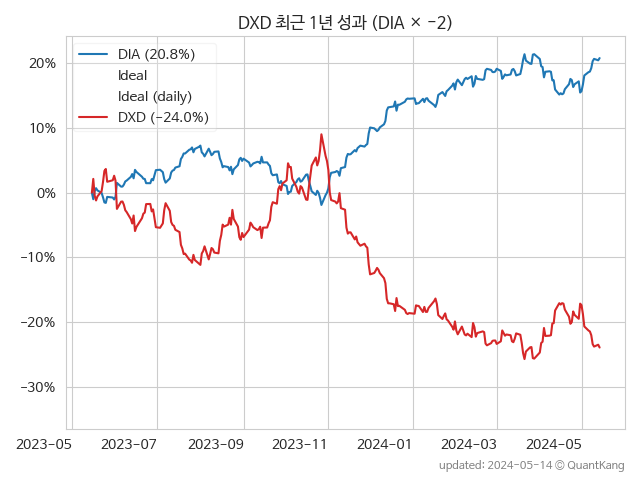 DXD 최근 1년 성과 (DIA × −2)
DIA (20.8%)
Ideal
Ideal (daily)
DXD (−24.0%)
20%
10%
0%
−10%
−20%
−30%
2023−05
2023−07
2023−09
2023−11
2024−01
2024−03
2024−05
updated: 2024−05−14 © QuantKang